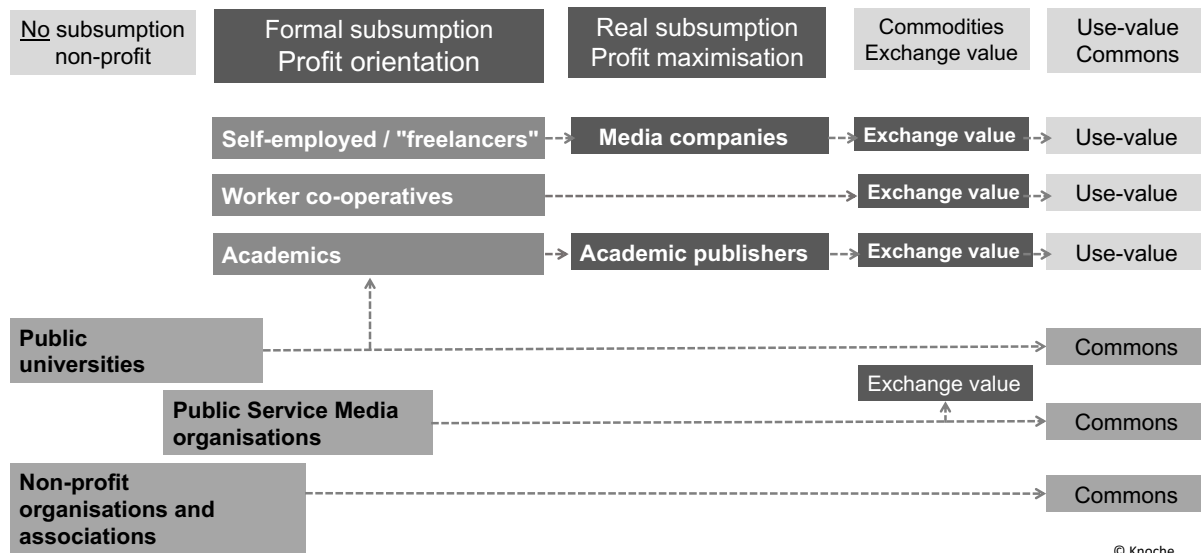 No subsumption
non-profit
Formal subsumption
Profit orientation
Real subsumption
Profit maximisation
Commodities
Exchange value
Use-value
Commons
Self-employed / "freelancers"
Media companies
Exchange value
Use-value
Worker co-operatives
Exchange value
Use-value
Academics
Academic publishers
Exchange value
Use-value
Public
universities
Commons
Exchange value
Public Service Media
organisations
Commons
Non-profit
organisations and
associations
Commons
© Knoche